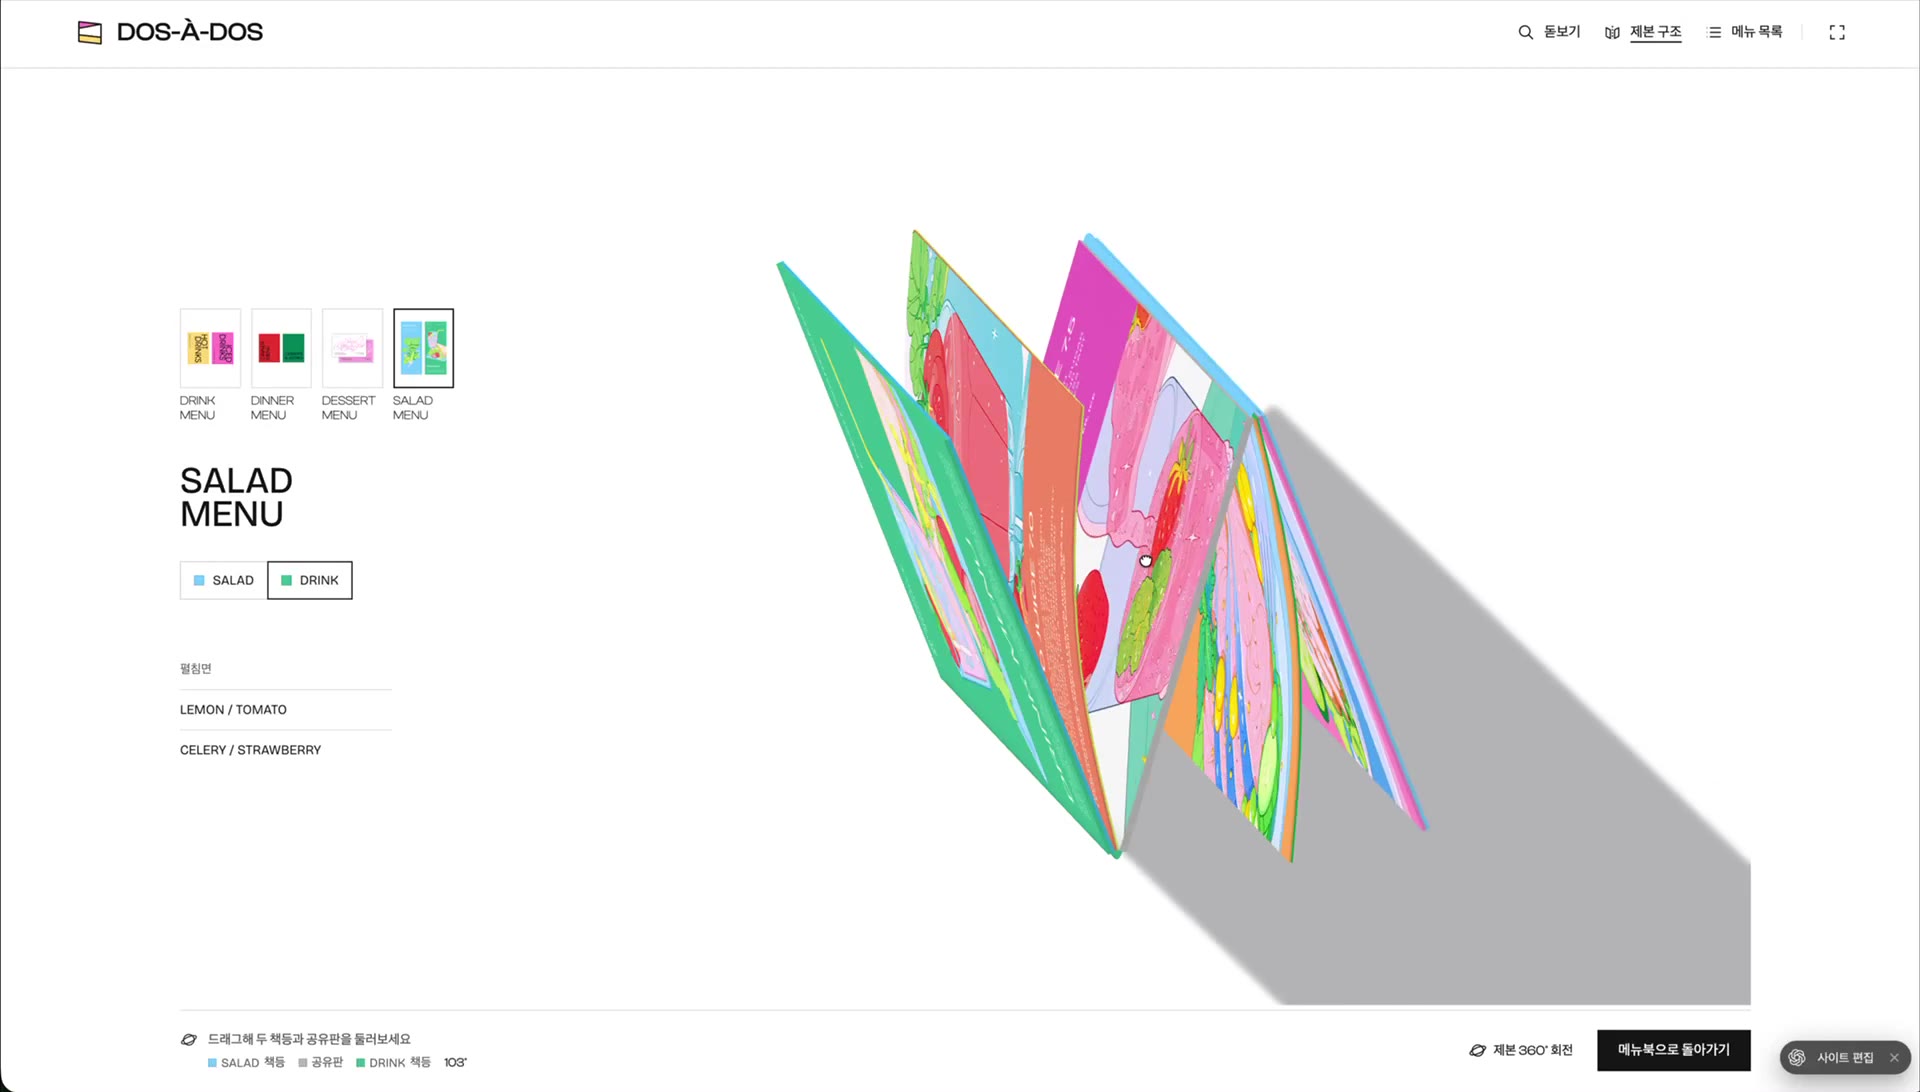 DOS-À-DOS
돋보기
제본 구조
메뉴 목록
HOT DRINKS
ICED DRINKS
DRINK
MENU
DINNER
MENU
DESSERT
MENU
SALAD
MENU
SALAD
MENU
SALAD
DRINK
펼침면
LEMON / TOMATO
CELERY / STRAWBERRY
드래그해 두 책등과 공유판을 둘러보세요
SALAD 책등
공유판
DRINK 책등
103°
제본 360° 회전
메뉴북으로 돌아가기
사이트 편집